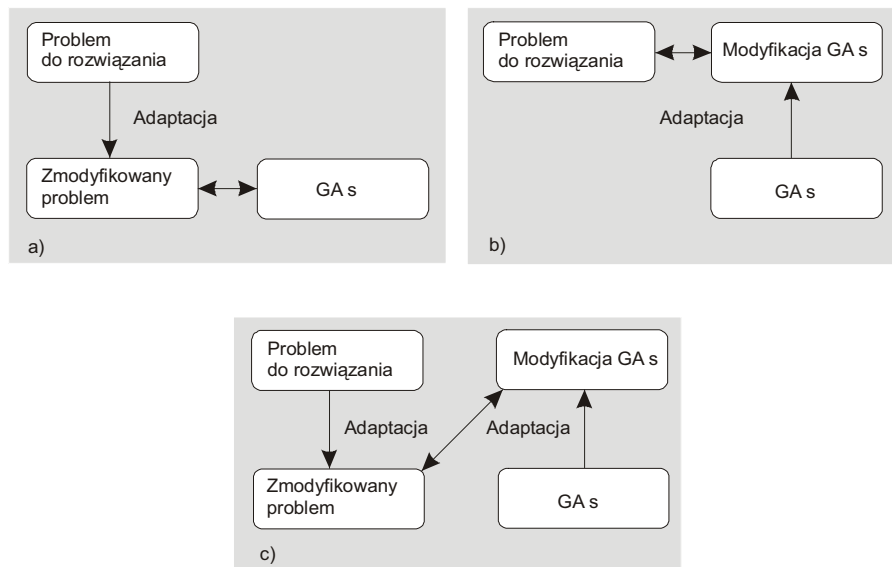 Problem
do rozwiązania
Adaptacja
Zmodyfikowany
problem
GA s
a)
Problem
do rozwiązania
Modyfikacja GA s
Adaptacja
GA s
b)
Problem
do rozwiązania
Modyfikacja GA s
Adaptacja
Adaptacja
Zmodyfikowany
problem
GA s
c)